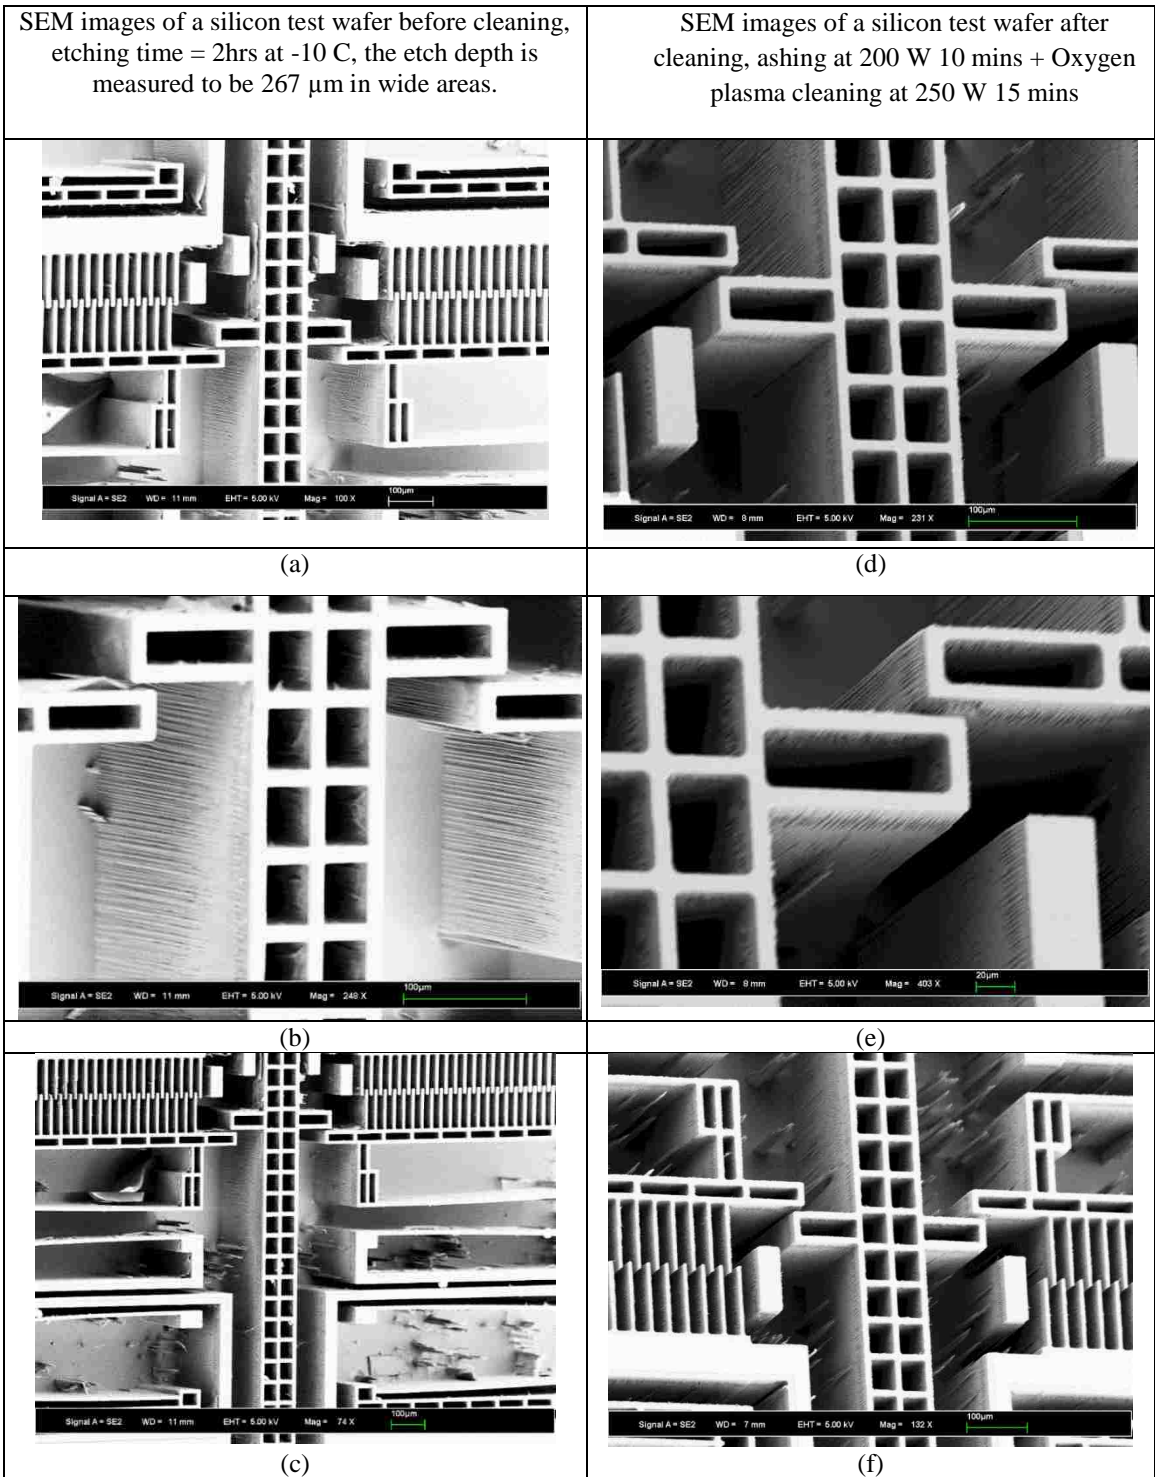 SEM images of a silicon test wafer before cleaning,
etching time = 2hrs at -10 C, the etch depth is
measured to be 267 µm in wide areas.
SEM images of a silicon test wafer after
cleaning, ashing at 200 W 10 mins + Oxygen
plasma cleaning at 250 W 15 mins
Signal A = SE2 WD = 11 mm EHT = 5.00 kV Mag = 100 X 100µm
Signal A = SE2 WD = 8 mm EHT = 5.00 kV Mag = 231 X 100µm
(a)
(d)
Signal A = SE2 WD = 11 mm EHT = 5.00 kV Mag = 248 X 100µm
Signal A = SE2 WD = 8 mm EHT = 5.00 kV Mag = 403 X 20µm
(b)
(e)
Signal A = SE2 WD = 11 mm EHT = 5.00 kV Mag = 74 X 100µm
Signal A = SE2 WD = 7 mm EHT = 5.00 kV Mag = 132 X 100µm
(c)
(f)